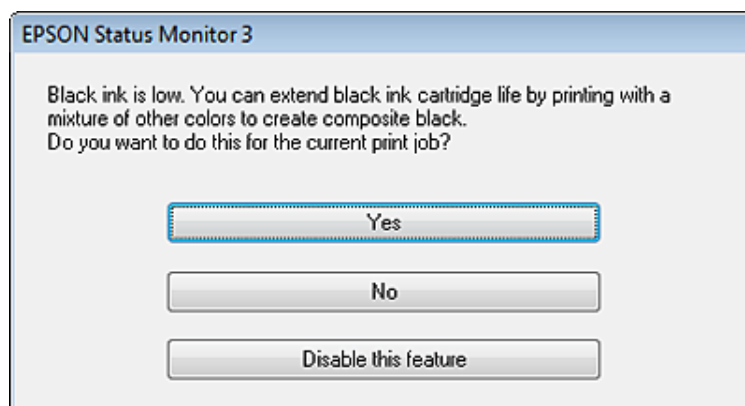 EPSON Status Monitor 3
Black ink is low. You can extend black ink cartridge life by printing with a
mixture of other colors to create composite black.
Do you want to do this for the current print job?
Yes
No
Disable this feature